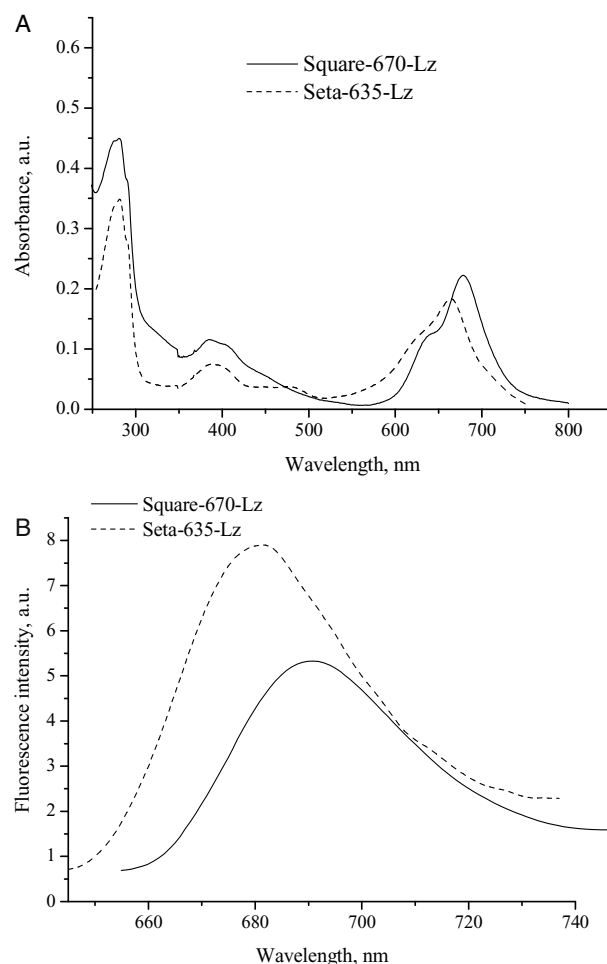 A
Square-670-Lz
Seta-635-Lz
Absorbance, a.u.
0.6
0.5
0.4
0.3
0.2
0.1
0.0
300 400 500 600 700 800
Wavelength, nm
B
Square-670-Lz
Seta-635-Lz
Fluorescence intensity, a.u.
8
7
6
5
4
3
2
1
0
660 680 700 720 740
Wavelength, nm